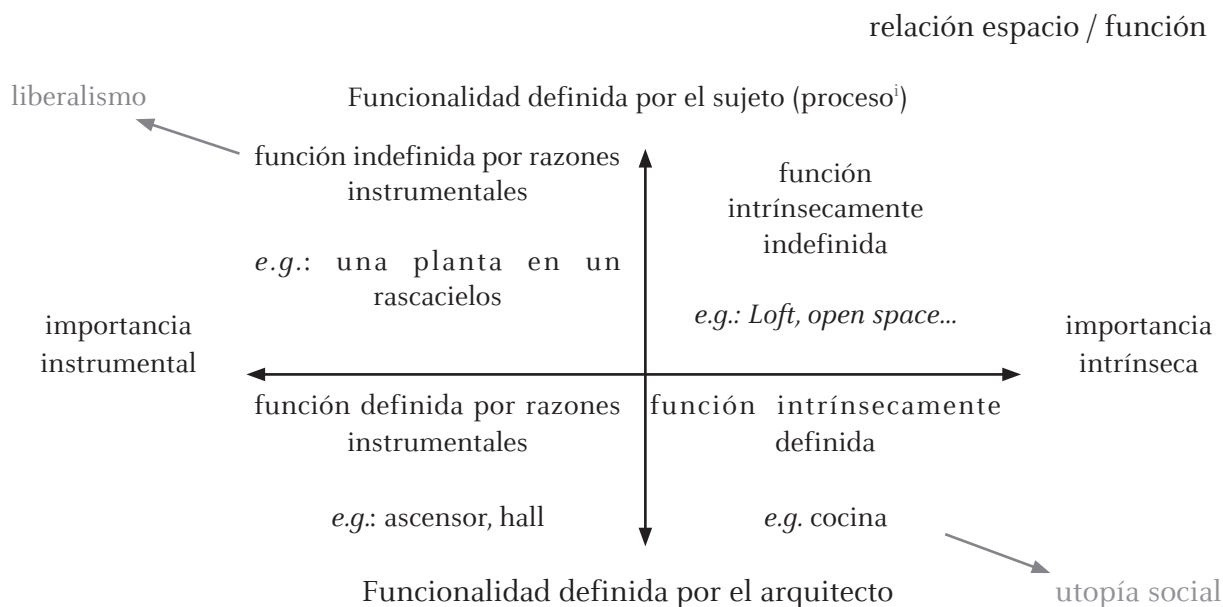 relación espacio / función
liberalismo
Funcionalidad definida por el sujeto (procesoⁱ)
función indefinida por razones
instrumentales
e.g.: una planta en un
rascacielos
función
intrínsecamente
indefinida
e.g.: Loft, open space...
importancia
instrumental
importancia
intrínseca
función definida por razones
instrumentales
e.g.: ascensor, hall
función intrínsecamente
definida
e.g. cocina
Funcionalidad definida por el arquitecto
utopía social